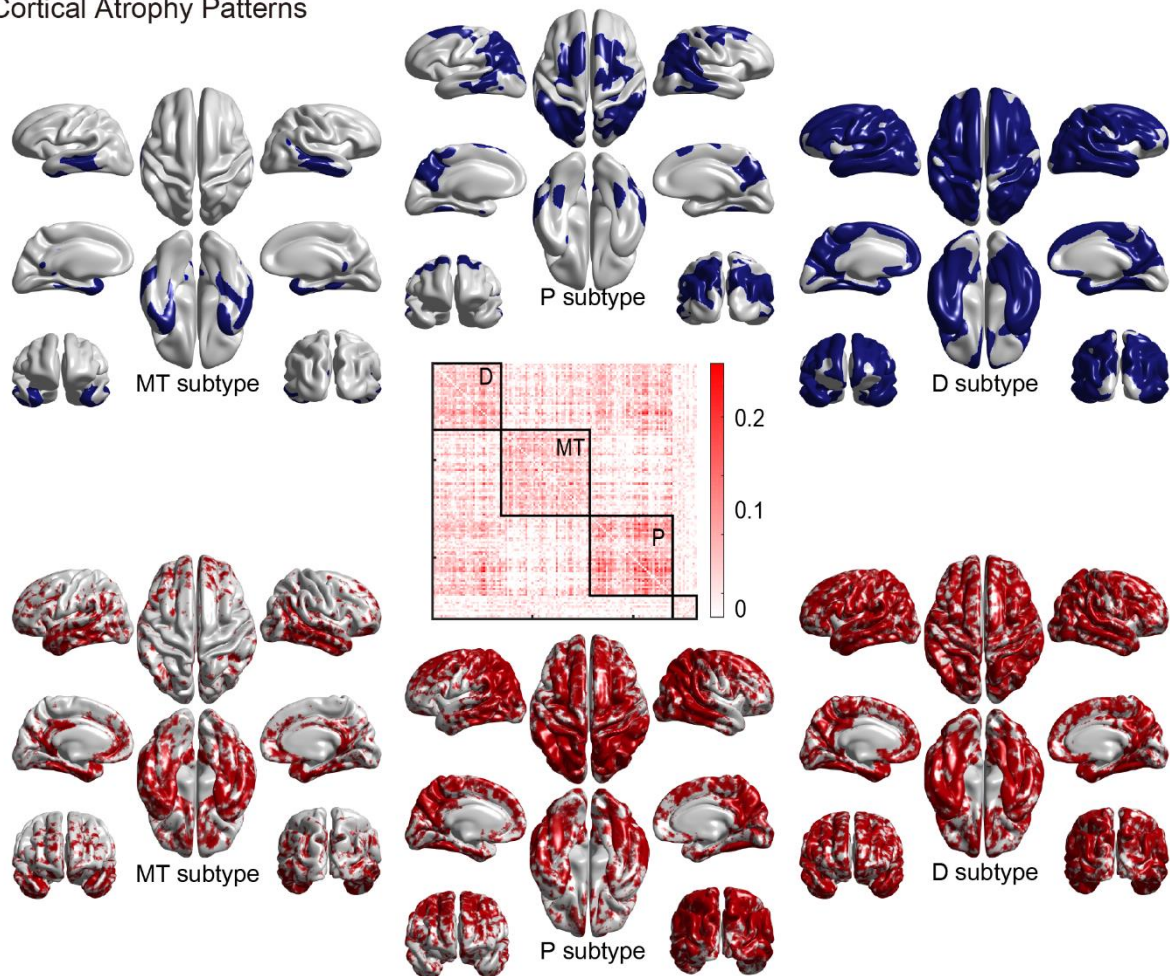 Cortical Atrophy Patterns
P subtype
MT subtype
D subtype
D
MT
P
0.2
0.1
0
MT subtype
D subtype
P subtype